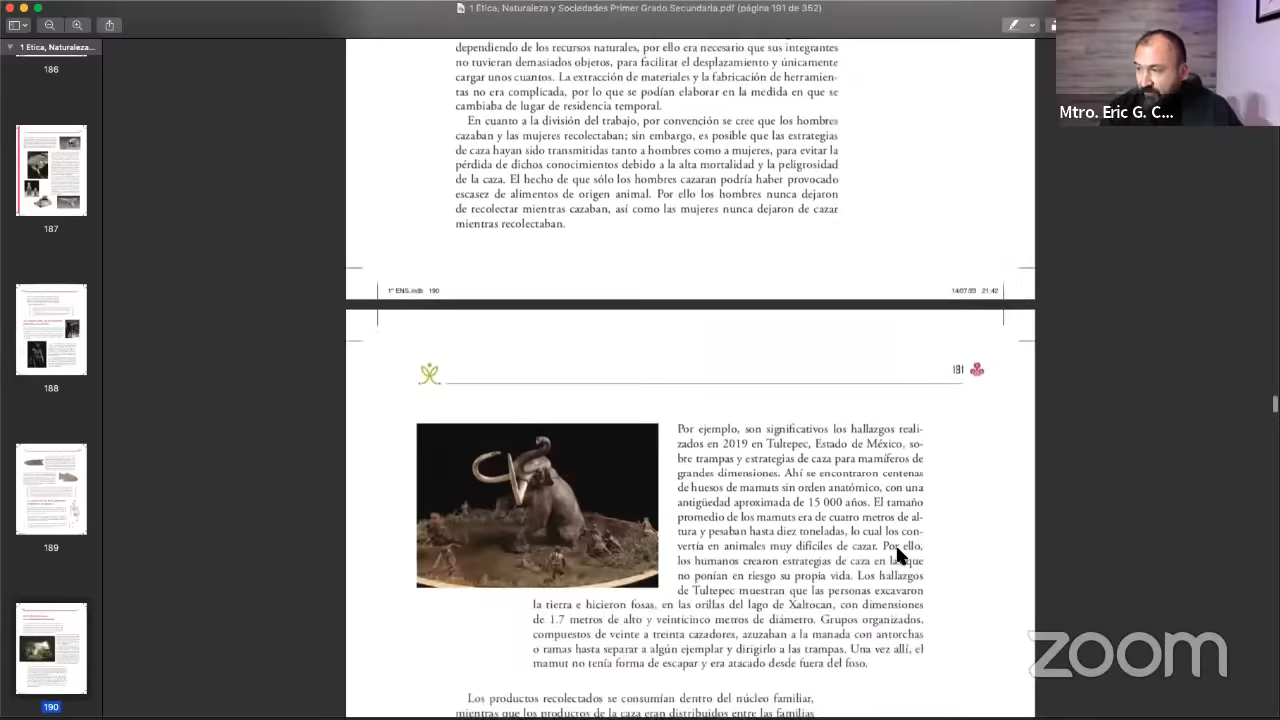 1 Ética, Naturaleza y Sociedades Primer Grado Secundaria.pdf (página 191 de 352)
1 Ética, Naturaleza...
186
187
188
189
190
dependiendo de los recursos naturales, por ello era necesario que sus integrantes
no tuvieran demasiados objetos, para facilitar el desplazamiento y únicamente
cargar unos cuantos. La extracción de materiales y la fabricación de herramien-
tas no era complicada, por lo que se podían elaborar en la medida en que se
cambiaba de lugar de residencia temporal.
En cuanto a la división del trabajo, por convención se cree que los hombres
cazaban y las mujeres recolectaban; sin embargo, es posible que las estrategias
de caza hayan sido transmitidas tanto a hombres como a mujeres, para evitar la
pérdida de dichos conocimientos debido a la alta mortalidad y la peligrosidad
de la caza. El hecho de que sólo los hombres cazaran podría haber provocado
escasez de alimentos de origen animal. Por ello los hombres nunca dejaron
de recolectar mientras cazaban, así como las mujeres nunca dejaron de cazar
mientras recolectaban.
1° ENS.indb 190
14/07/23 21:42
191
Por ejemplo, son significativos los hallazgos reali-
zados en 2019 en Tultepec, Estado de México, so-
bre trampas y estrategias de caza para mamíferos de
grandes dimensiones. Ahí se encontraron centenas
de huesos de mamuts sin orden anatómico, con una
antigüedad aproximada de 15 000 años. El tamaño
promedio de los mamuts era de cuatro metros de al-
tura y pesaban hasta diez toneladas, lo cual los con-
vertía en animales muy difíciles de cazar. Por ello,
los humanos crearon estrategias de caza en las que
no ponían en riesgo su propia vida. Los hallazgos
de Tultepec muestran que las personas excavaron
la tierra e hicieron fosas, en las orillas del lago de Xaltocan, con dimensiones
de 1.7 metros de alto y veinticinco metros de diámetro. Grupos organizados,
compuestos de veinte a treinta cazadores, azuzaban a la manada con antorchas
o ramas hasta separar a algún ejemplar y dirigirlo a las trampas. Una vez allí, el
mamut no tenía forma de escapar y era atacado desde fuera del foso.
Los productos recolectados se consumían dentro del núcleo familiar,
mientras que los productos de la caza eran distribuidos entre las familias
Mtro. Eric G. C...
zoom